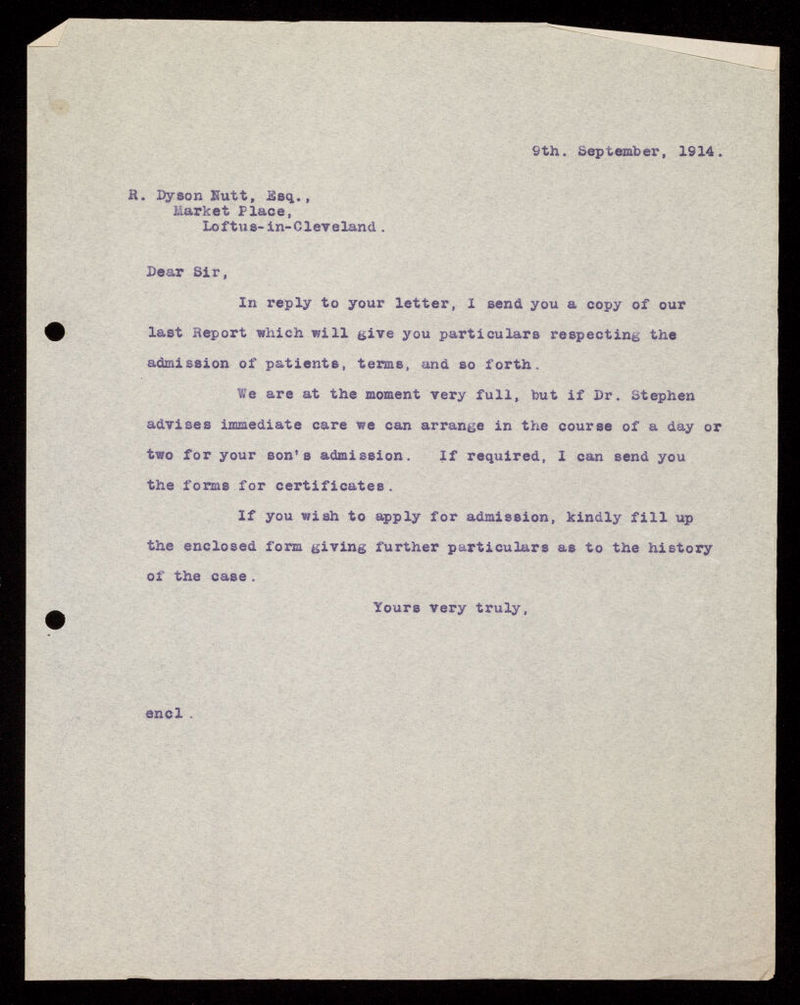 9th. September, 1914.
R. Dyson Nutt, Esq.,
Market Place,
Loftus-in-Cleveland.
Dear Sir,
In reply to your letter, I send you a copy of our
last Report which will give you particulars respecting the
admission of patients, terms, and so forth.
We are at the moment very full, but if Dr. Stephen
advises immediate care we can arrange in the course of a day or
two for your son's admission. If required, I can send you
the forms for certificates.
If you wish to apply for admission, kindly fill up
the enclosed form giving further particulars as to the history
of the case.
Yours very truly,
encl.